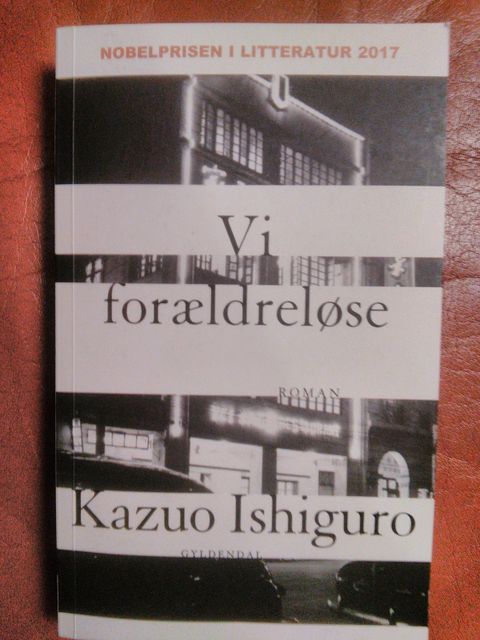 NOBELPRISEN I LITTERATUR 2017
Vi
forældreløse
ROMAN
Kazuo Ishiguro
GYLDENDAL